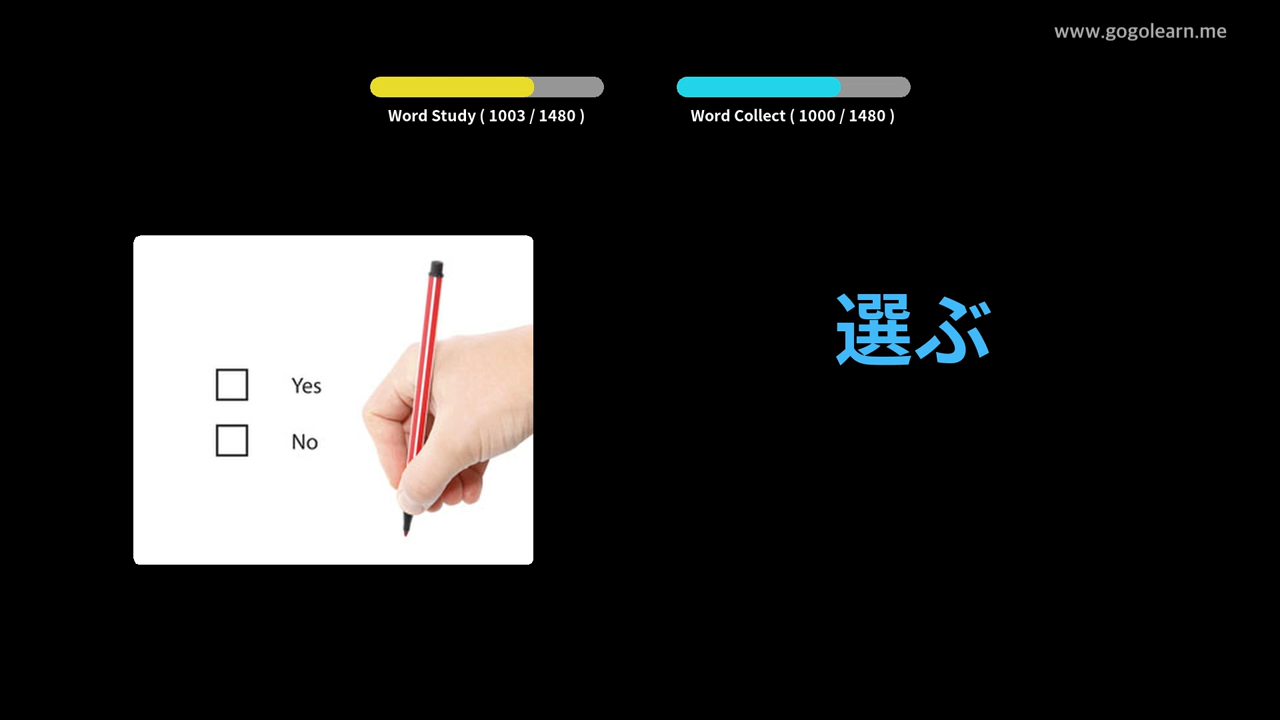 www.gogolearn.me
Word Study ( 1003 / 1480 )
Word Collect ( 1000 / 1480 )
Yes
No
選ぶ